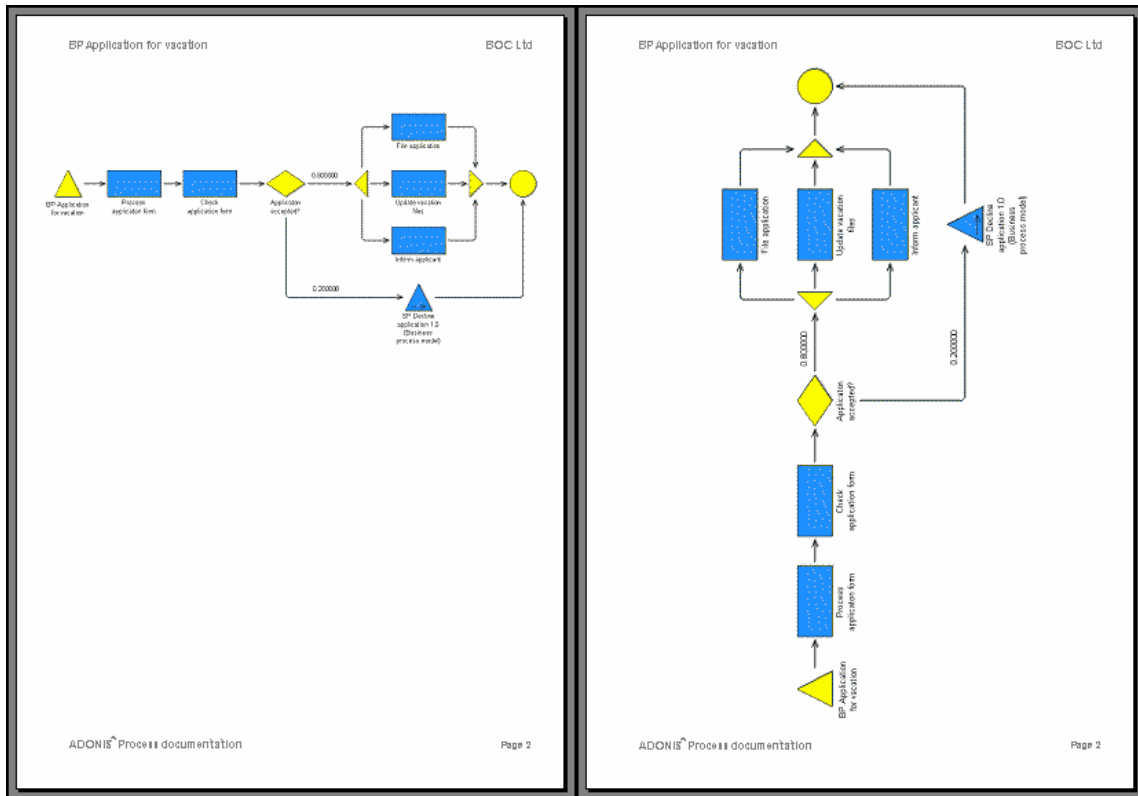 BP Application for vacation
BOC Ltd
File application
0.800000
BP Application
for vacation
Process
applicaton form
Check
application form
Applicaton
accepted?
Update vacation
files
Inform applicant
0.200000
SP Decline
application 1.0
(Business
process model)
ADONIS® Process documentation
Page 2
BP Application for vacation
BOC Ltd
File application
Update vacation
files
Inform applicant
SP Decline
application 1.0
(Business
process model)
0.800000
0.200000
Applicaton
accepted?
Check
application form
Process
applicaton form
BP Application
for vacation
ADONIS® Process documentation
Page 2